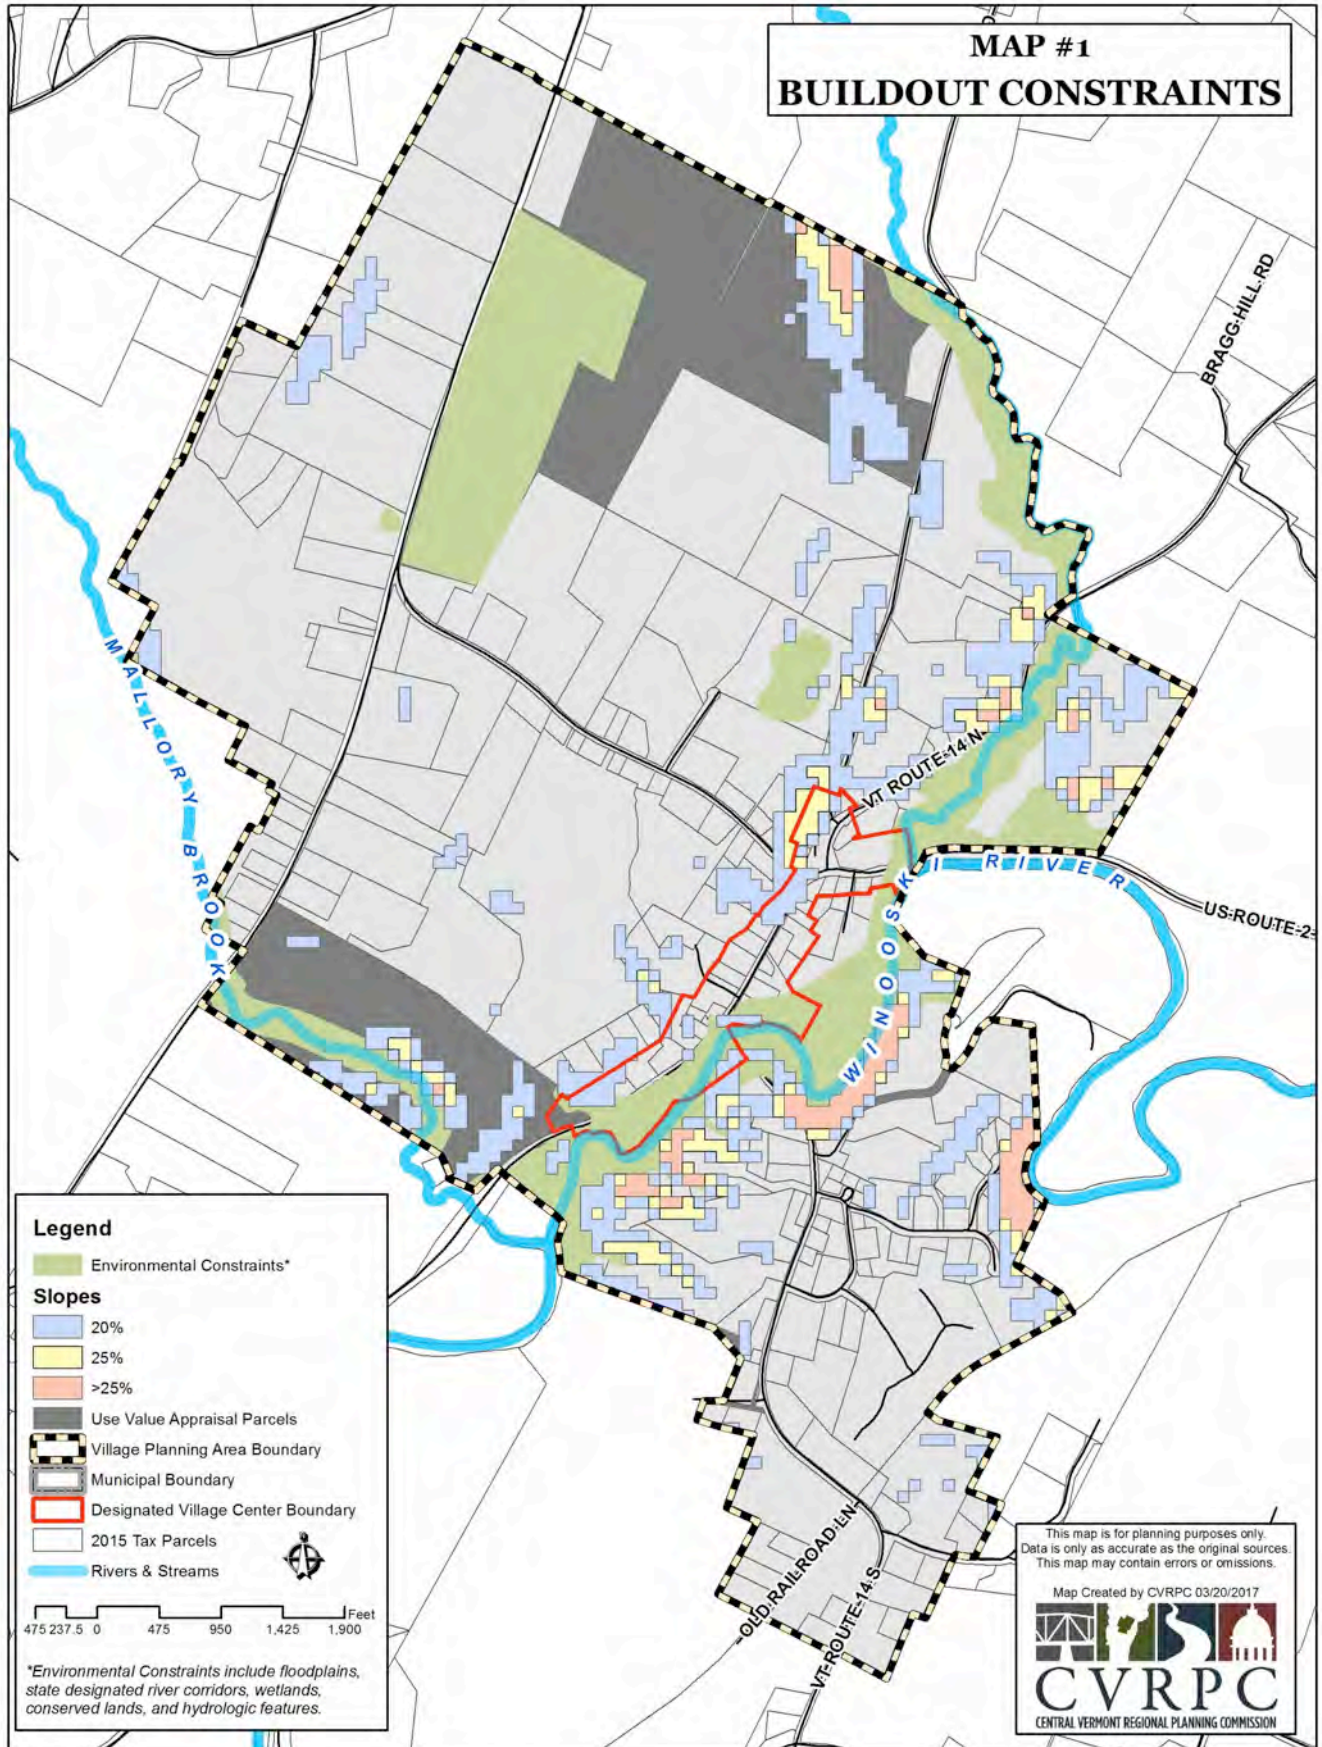 MAP #1
BUILDOUT CONSTRAINTS
BRAGG HILL RD
MALLORY BROOK
VT ROUTE 14 N
WINOOSKI RIVER
US ROUTE 2
OLD RAILROAD LN
VT ROUTE 14 S
Legend
Environmental Constraints*
Slopes
20%
25%
>25%
Use Value Appraisal Parcels
Village Planning Area Boundary
Municipal Boundary
Designated Village Center Boundary
2015 Tax Parcels
Rivers & Streams
Feet
475 237.5 0 475 950 1,425 1,900
*Environmental Constraints include floodplains,
state designated river corridors, wetlands,
conserved lands, and hydrologic features.
This map is for planning purposes only.
Data is only as accurate as the original sources.
This map may contain errors or omissions.
Map Created by CVRPC 03/20/2017
CVRPC
CENTRAL VERMONT REGIONAL PLANNING COMMISSION